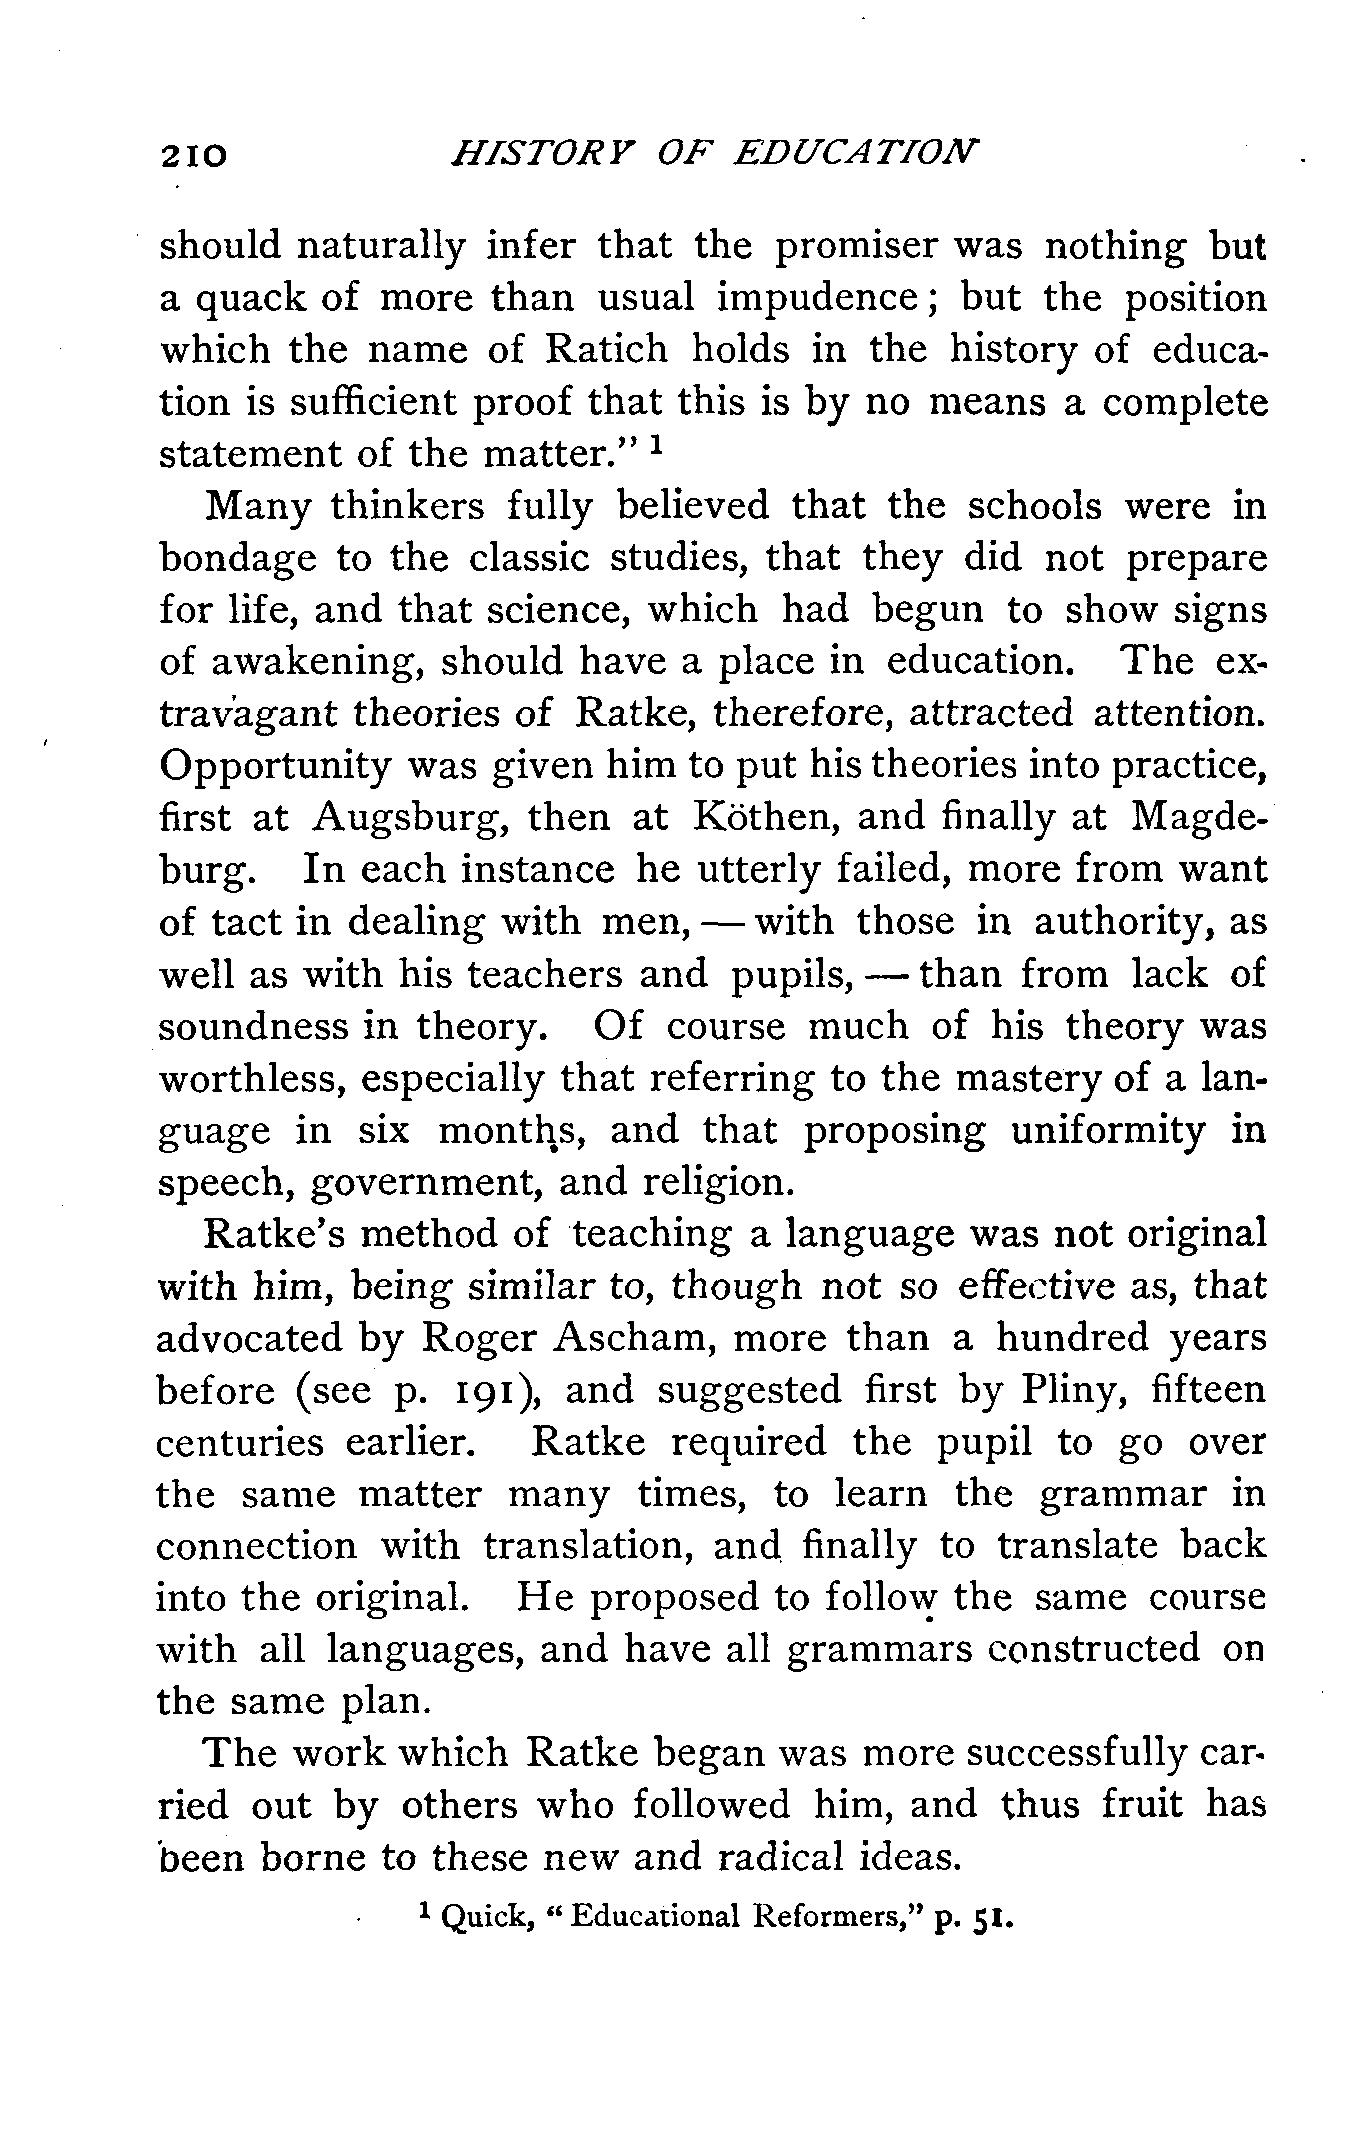 210 HISTORY OF EDUCATION
should naturally infer that the promiser was nothing but
a quack of more than usual impudence; but the position
which the name of Ratich holds in the history of educa-
tion is sufficient proof that this is by no means a complete
statement of the matter." 1
Many thinkers fully believed that the schools were in
bondage to the classic studies, that they did not prepare
for life, and that science, which had begun to show signs
of awakening, should have a place in education. The ex-
travagant theories of Ratke, therefore, attracted attention.
Opportunity was given him to put his theories into practice,
first at Augsburg, then at Köthen, and finally at Magde-
burg. In each instance he utterly failed, more from want
of tact in dealing with men, — with those in authority, as
well as with his teachers and pupils, — than from lack of
soundness in theory. Of course much of his theory was
worthless, especially that referring to the mastery of a lan-
guage in six months, and that proposing uniformity in
speech, government, and religion.
Ratke's method of teaching a language was not original
with him, being similar to, though not so effective as, that
advocated by Roger Ascham, more than a hundred years
before (see p. 191), and suggested first by Pliny, fifteen
centuries earlier. Ratke required the pupil to go over
the same matter many times, to learn the grammar in
connection with translation, and finally to translate back
into the original. He proposed to follow the same course
with all languages, and have all grammars constructed on
the same plan.
The work which Ratke began was more successfully car-
ried out by others who followed him, and thus fruit has
been borne to these new and radical ideas.
1 Quick, "Educational Reformers," p. 51.